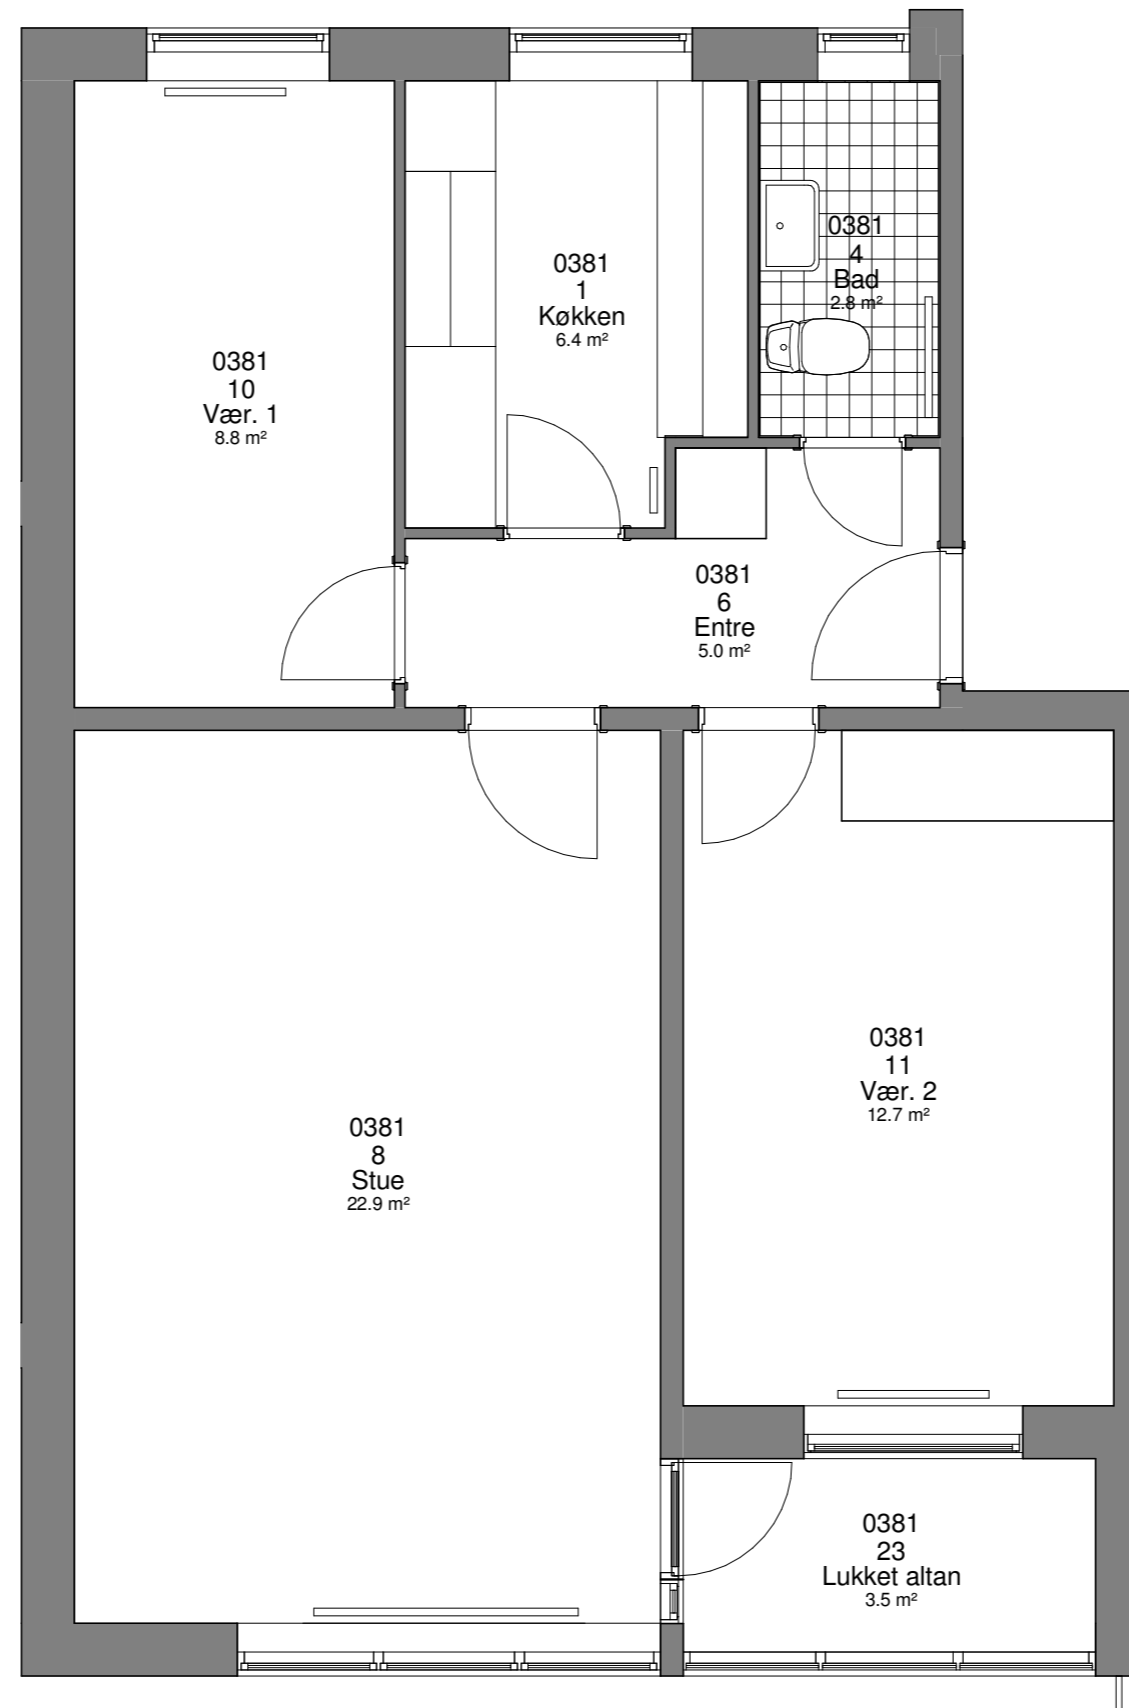 0381
4
Bad
2.8 m²
0381
1
Køkken
6.4 m²
0381
10
Vær. 1
8.8 m²
0381
6
Entre
5.0 m²
0381
11
Vær. 2
12.7 m²
0381
8
Stue
22.9 m²
0381
23
Lukket altan
3.5 m²